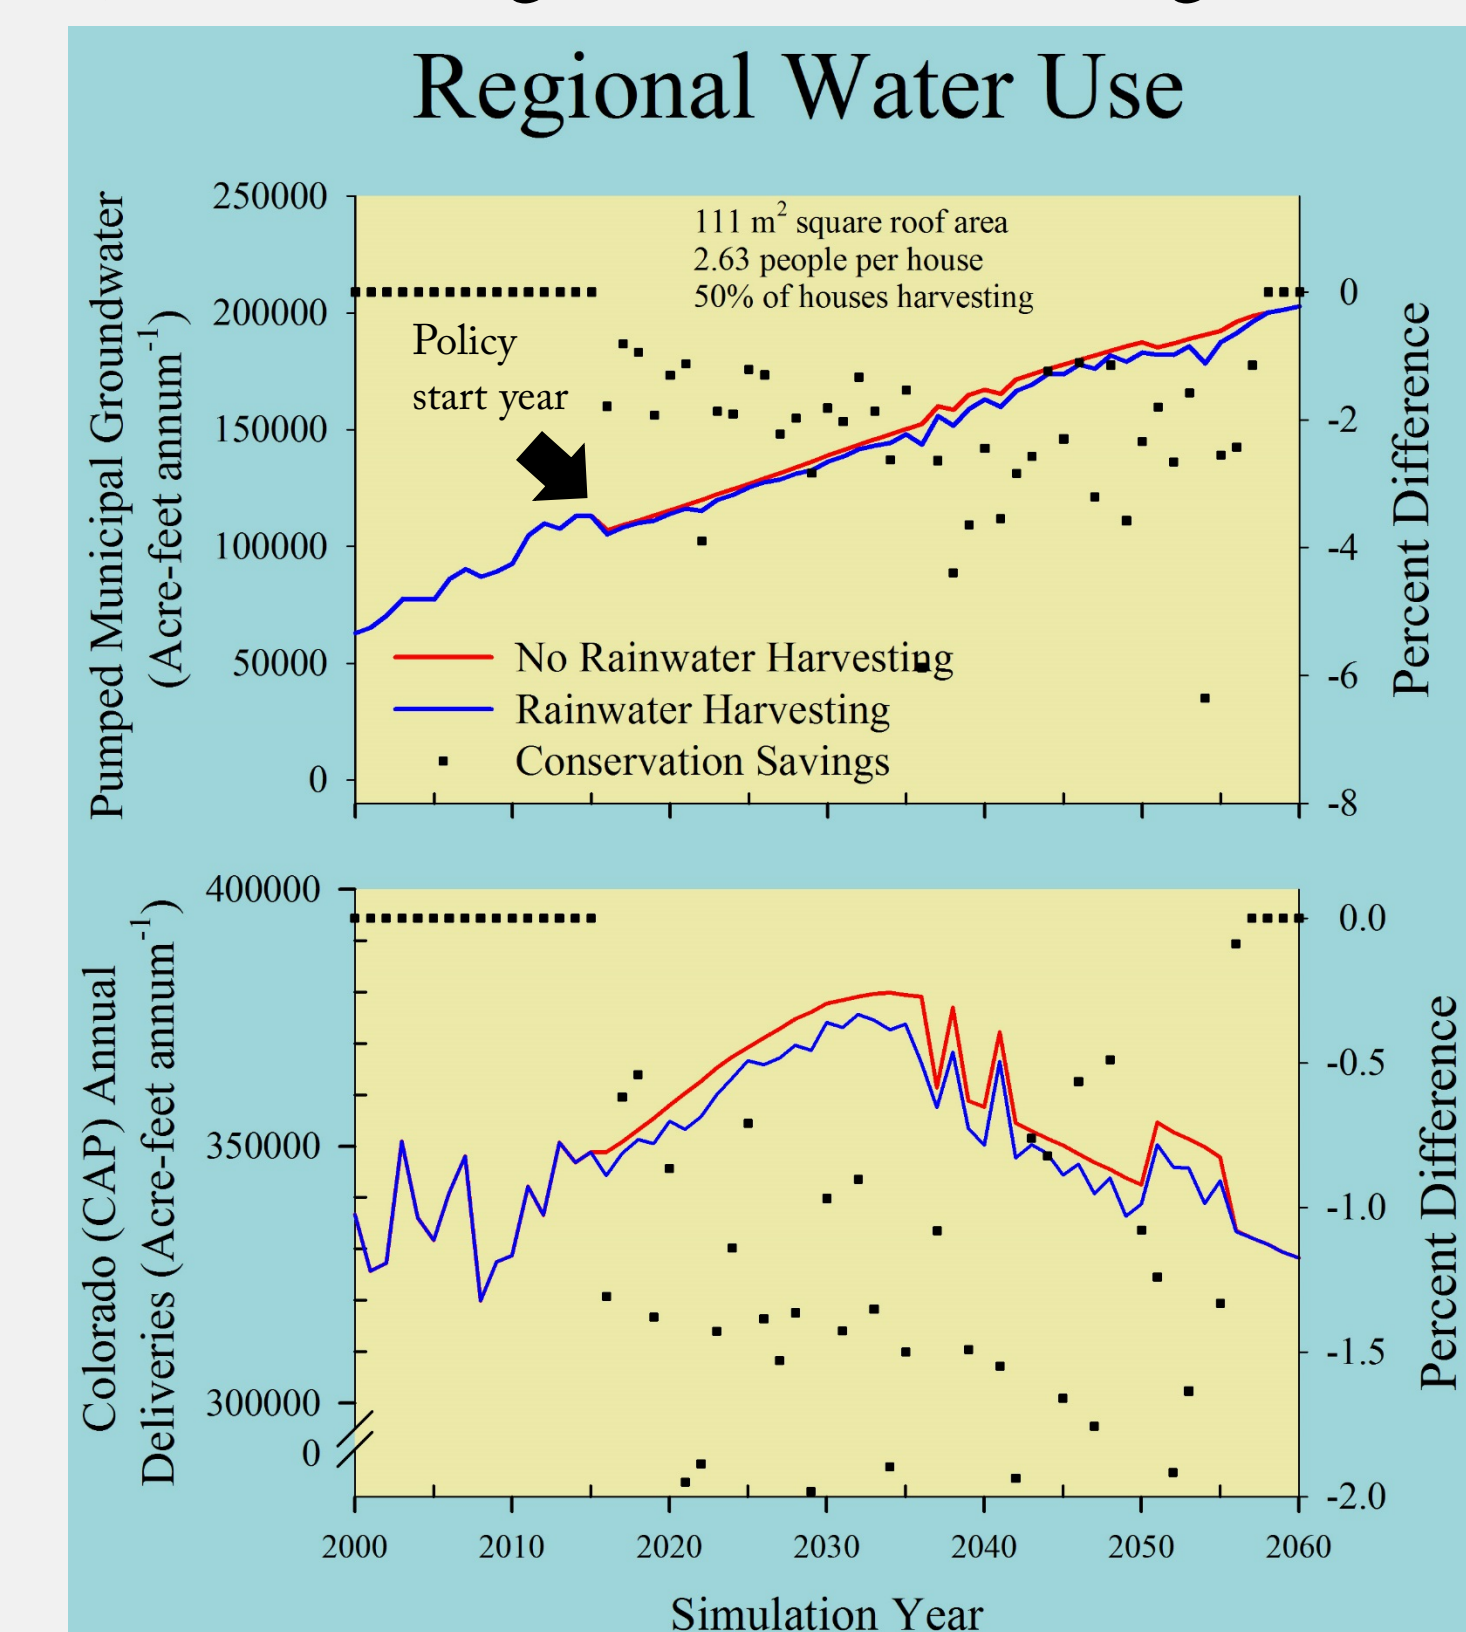 Regional Water Use
Pumped Municipal Groundwater
(Acre-feet annum-1)
250000
200000
150000
100000
50000
0
111 m2 square roof area
2.63 people per house
50% of houses harvesting
Policy
start year
No Rainwater Harvesting
Rainwater Harvesting
Conservation Savings
0
-2
-4
-6
-8
Percent Difference
Colorado (CAP) Annual
Deliveries (Acre-feet annum-1)
400000
350000
300000
0
0.0
-0.5
-1.0
-1.5
-2.0
Percent Difference
2000 2010 2020 2030 2040 2050 2060
Simulation Year